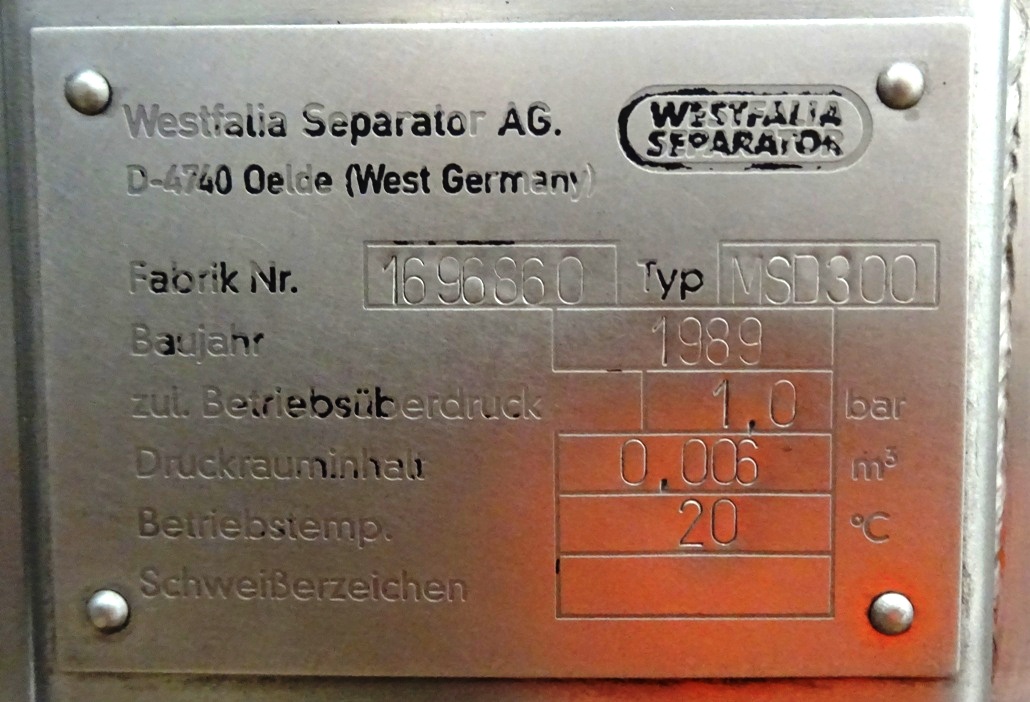 Westfalia Separator AG.
WESTFALIA
SEPARATOR
D-4740 Oelde (West Germany)
Fabrik Nr. 1696860 Typ MSD300
Baujahr 1989
zul. Betriebsüberdruck 1,0 bar
Druckrauminhalt 0,006 m³
Betriebstemp. 20 °C
Schweißerzeichen